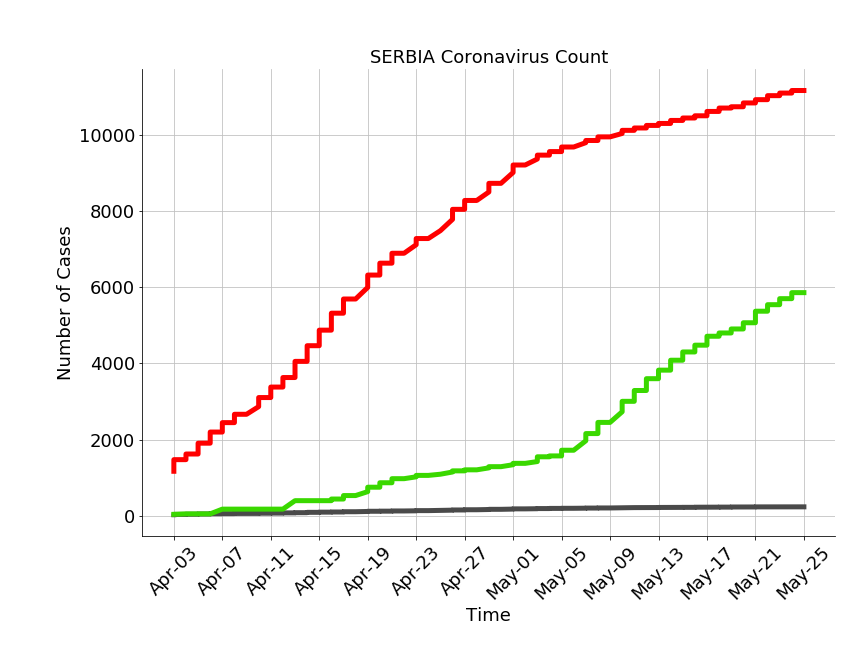 SERBIA Coronavirus Count
Number of Cases
10000
8000
6000
4000
2000
0
Apr-03
Apr-07
Apr-11
Apr-15
Apr-19
Apr-23
Apr-27
May-01
May-05
May-09
May-13
May-17
May-21
May-25
Time